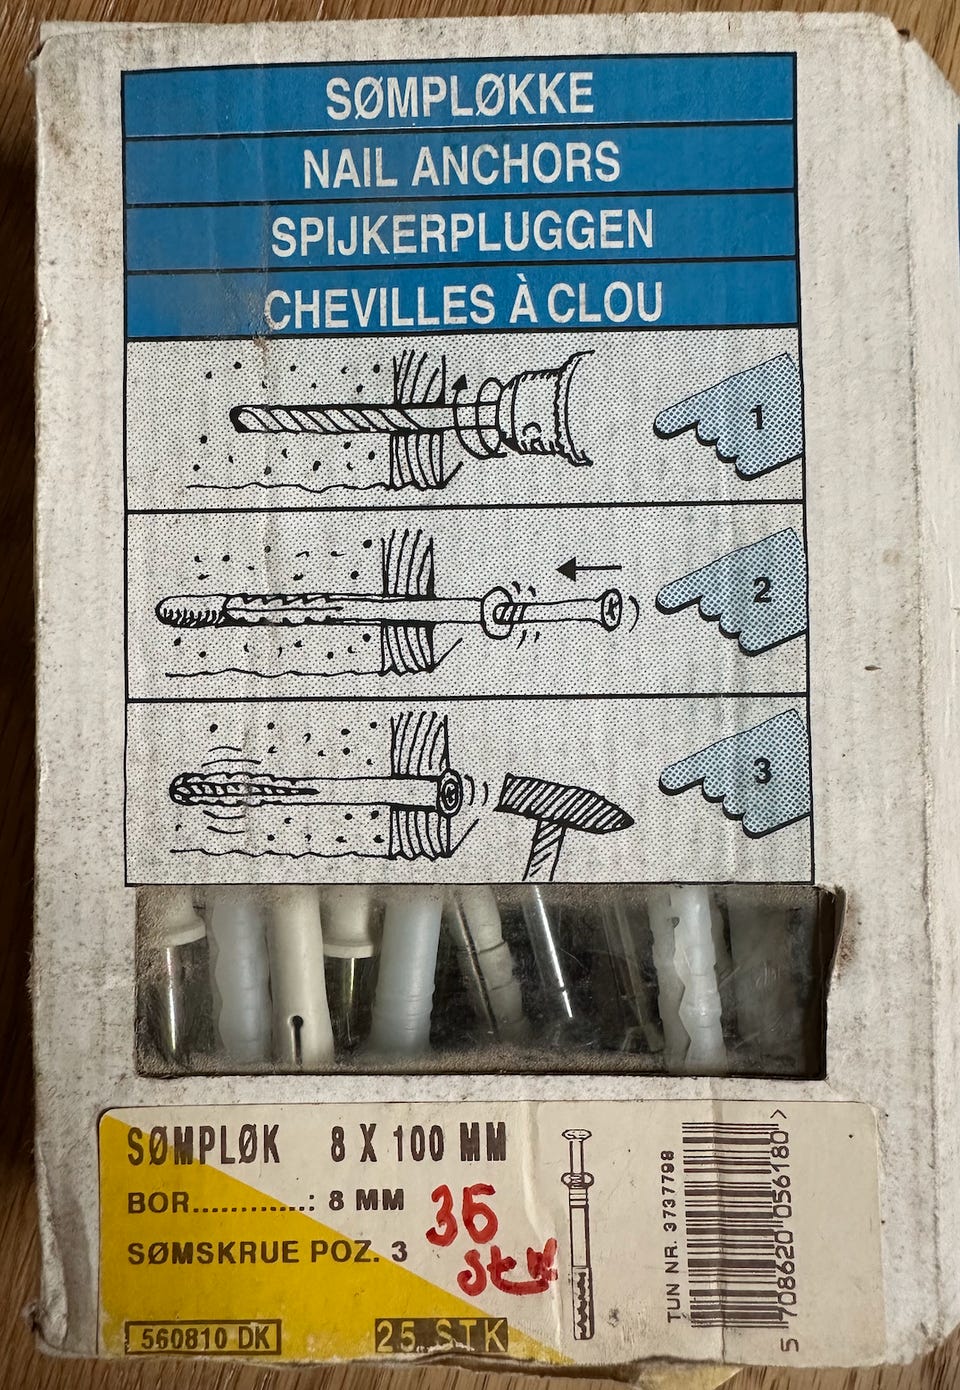 SØMPLØKKE
NAIL ANCHORS
SPIJKERPLUGGEN
CHEVILLES À CLOU
1
2
3
SØMPLØK 8 X 100 MM
BOR............: 8 MM
SØMSKRUE POZ. 3
35
stk
560810 DK
25 STK
TUN NR. 3737798
5 708620 056180 >